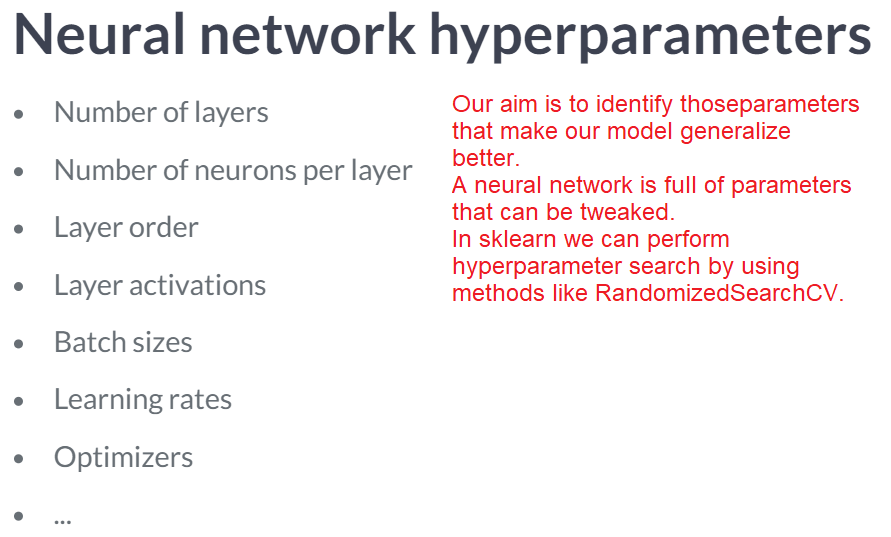 Neural network hyperparameters
• Number of layers
• Number of neurons per layer
• Layer order
• Layer activations
• Batch sizes
• Learning rates
• Optimizers
• ...
Our aim is to identify thoseparameters
that make our model generalize
better.
A neural network is full of parameters
that can be tweaked.
In sklearn we can perform
hyperparameter search by using
methods like RandomizedSearchCV.